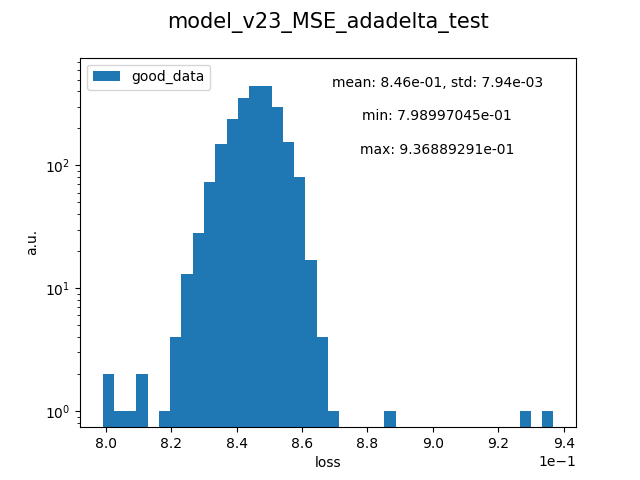 model_v23_MSE_adadelta_test
good_data
mean: 8.46e-01, std: 7.94e-03
min: 7.98997045e-01
max: 9.36889291e-01
a.u.
10²
10¹
10⁰
8.0 8.2 8.4 8.6 8.8 9.0 9.2 9.4
loss
1e−1